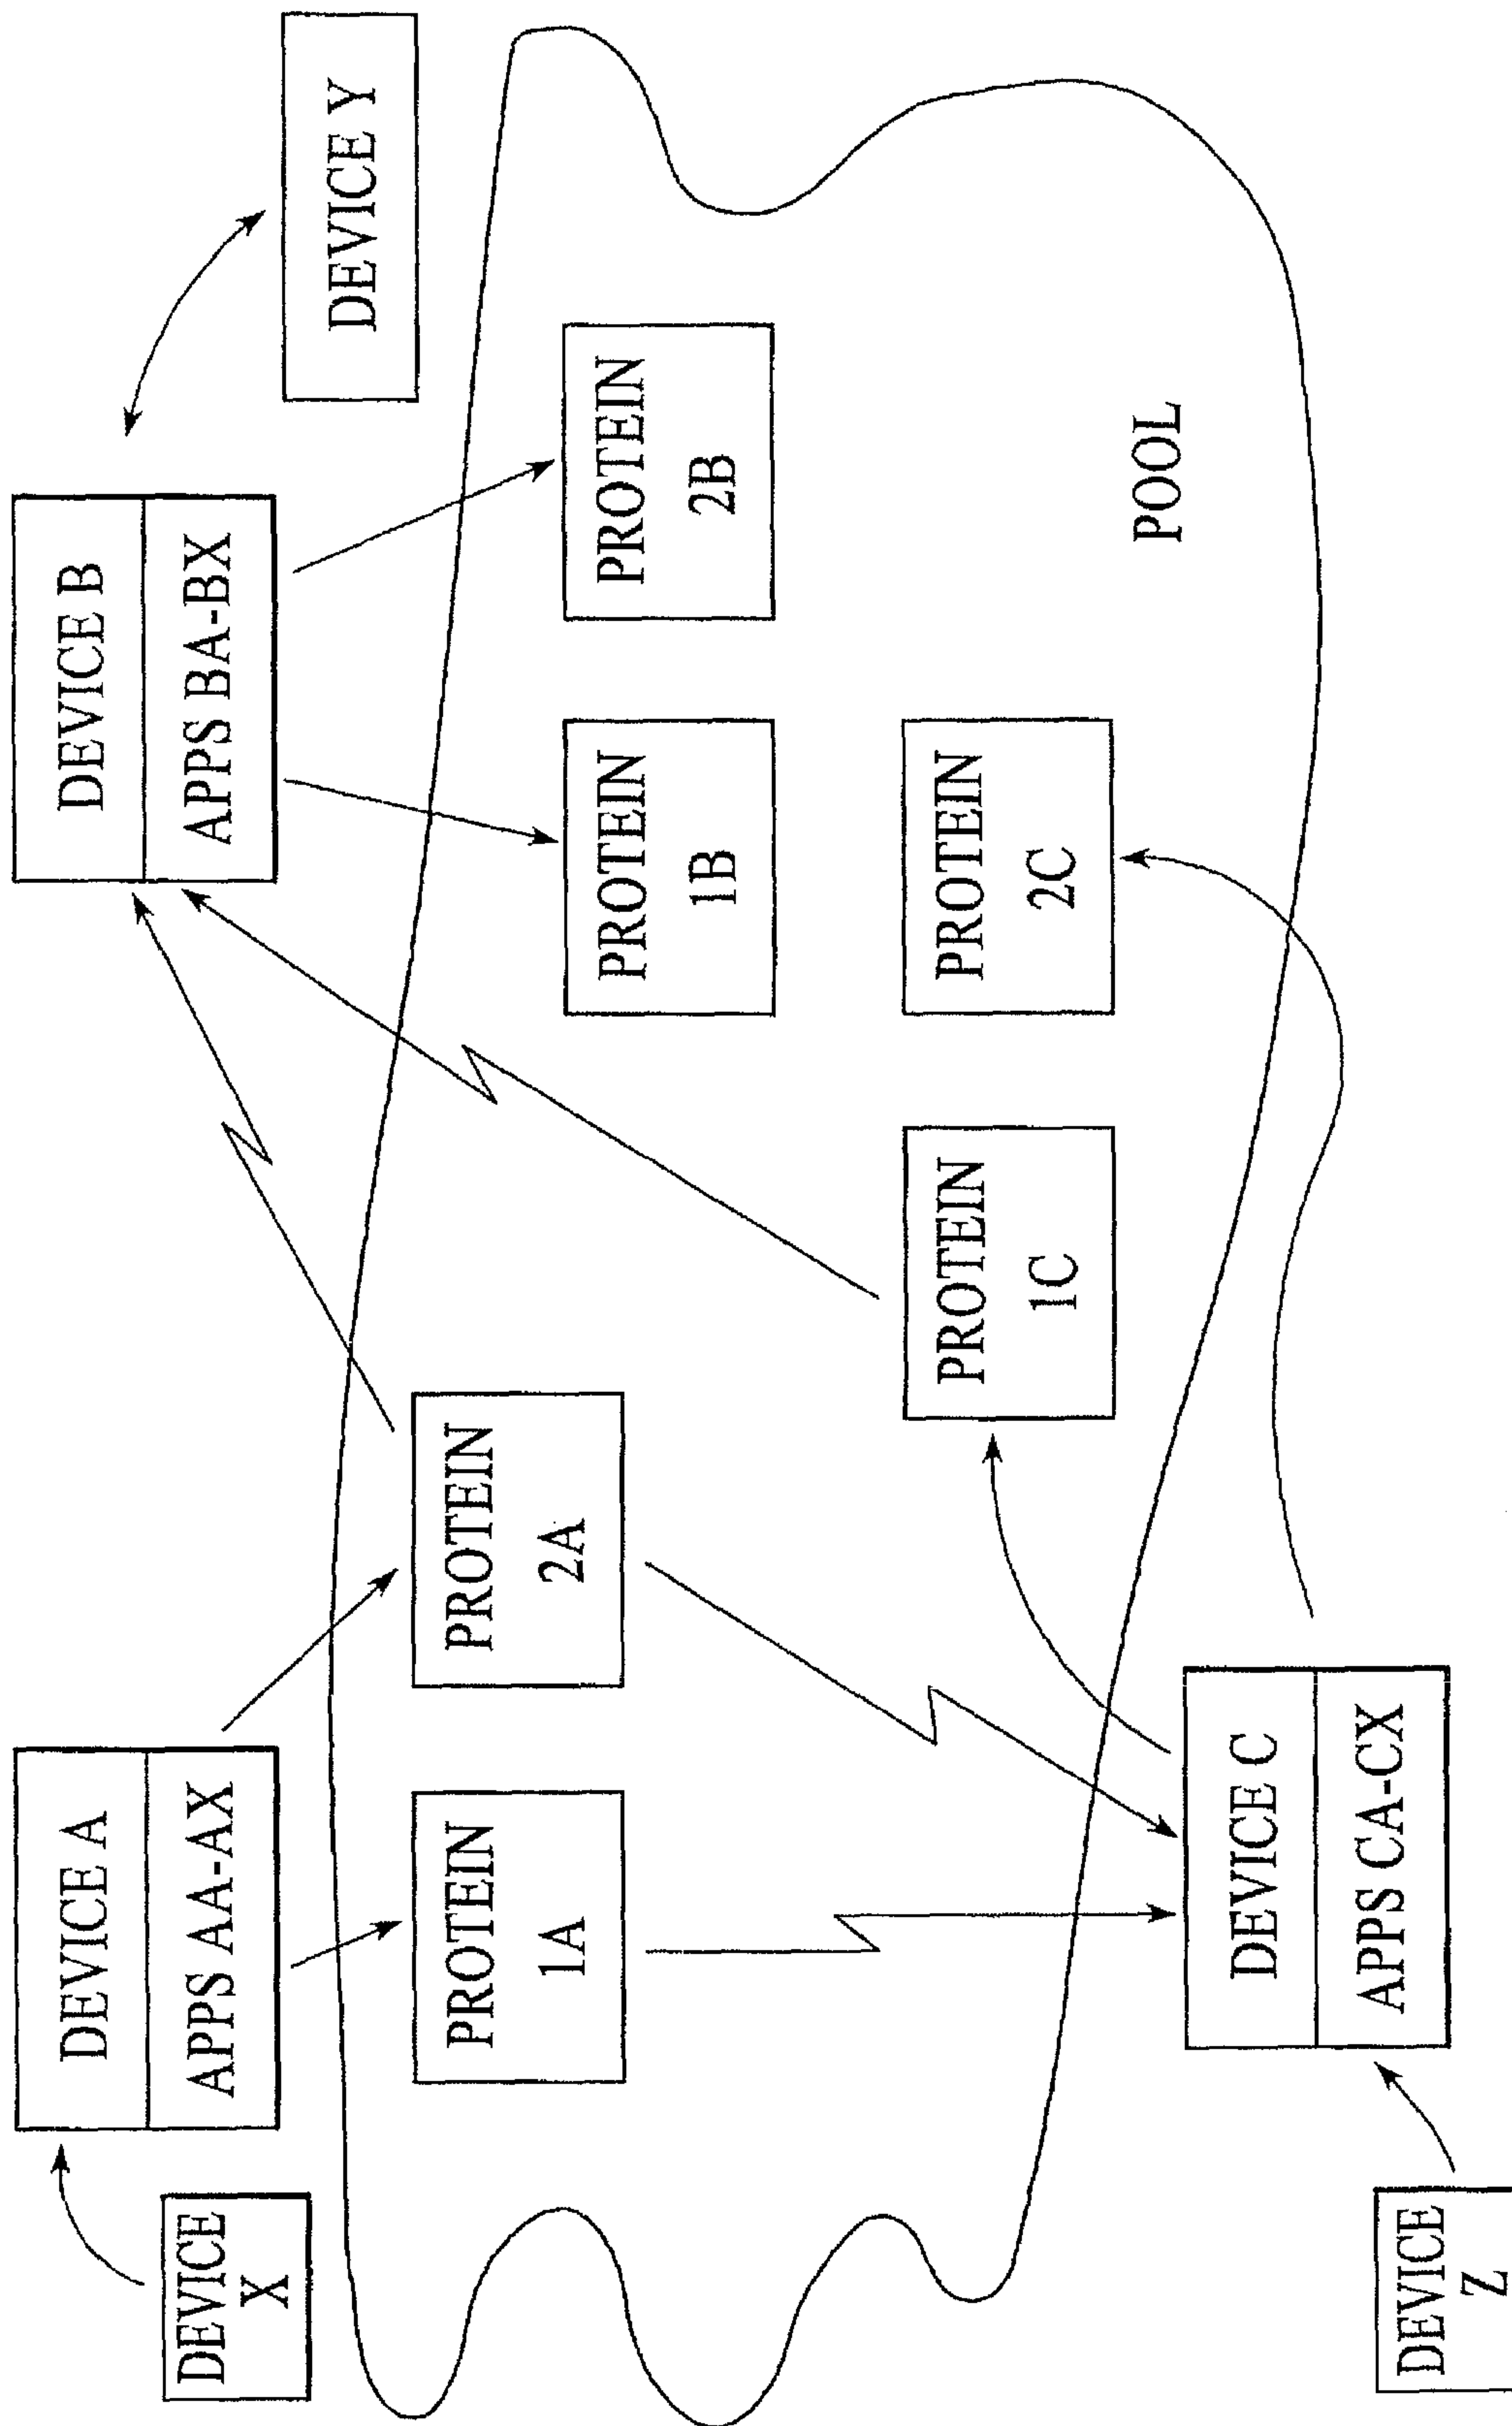 DEVICE
X
DEVICE A
APPS AA-AX
DEVICE B
APPS BA-BX
DEVICE Y
PROTEIN
1A
PROTEIN
2A
PROTEIN
1B
PROTEIN
2B
PROTEIN
1C
PROTEIN
2C
POOL
DEVICE C
APPS CA-CX
DEVICE
Z